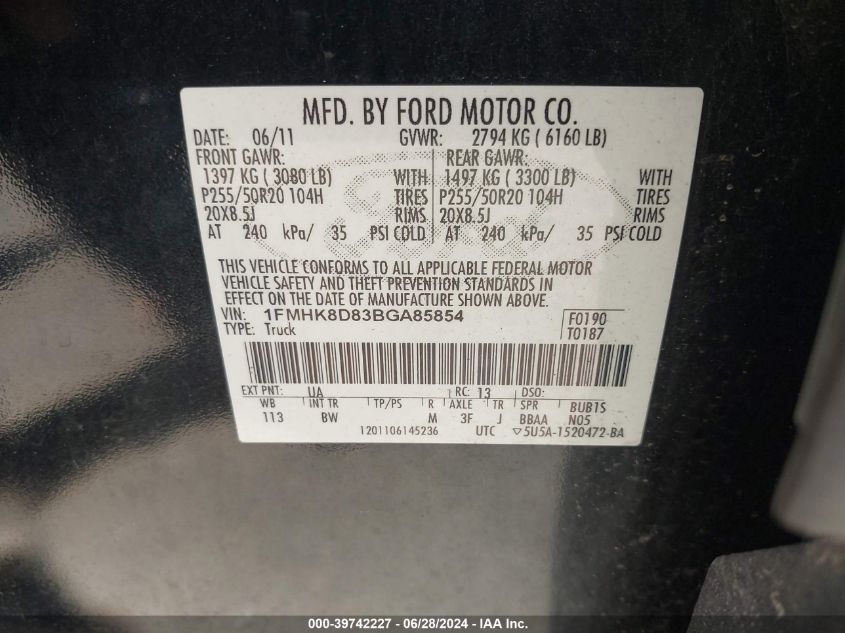 MFD. BY FORD MOTOR CO.
DATE: 06/11 GVWR: 2794 KG ( 6160 LB)
FRONT GAWR: REAR GAWR:
1397 KG ( 3080 LB) WITH 1497 KG ( 3300 LB) WITH
P255/50R20 104H TIRES P255/50R20 104H TIRES
20X8.5J RIMS 20X8.5J RIMS
AT 240 kPa/ 35 PSI COLD AT 240 kPa/ 35 PSI COLD
THIS VEHICLE CONFORMS TO ALL APPLICABLE FEDERAL MOTOR
VEHICLE SAFETY AND THEFT PREVENTION STANDARDS IN
EFFECT ON THE DATE OF MANUFACTURE SHOWN ABOVE.
VIN: 1FMHK8D83BGA85854 F0190
TYPE: Truck T0187
EXT PNT: UA RC: 13 DSO:
WB INT TR TP/PS R AXLE TR SPR BUB1S
113 BW M 3F J BBAA N05
1201106145236 UTC ▽5U5A-1520472-BA
000-39742227 - 06/28/2024 - IAA Inc.